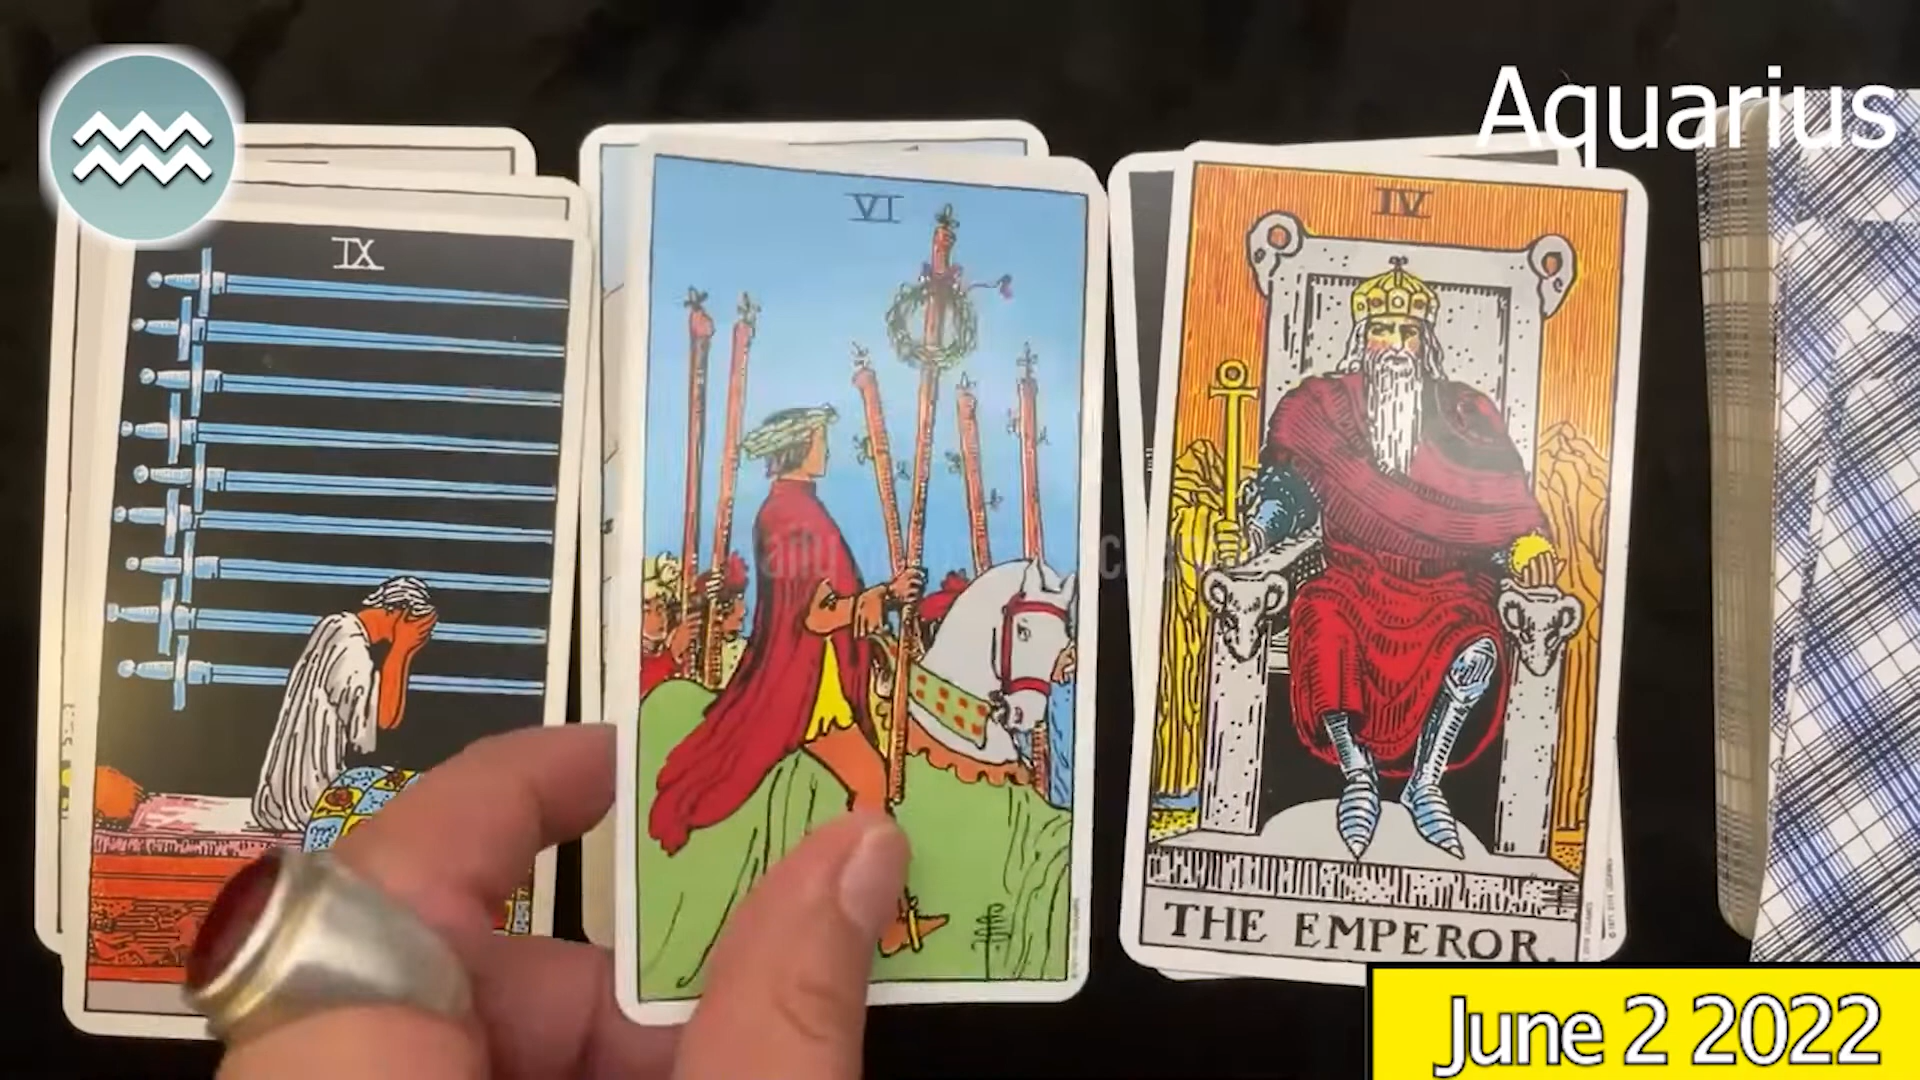 Aquarius
IX
VI
IV
THE EMPEROR.
June 2 2022